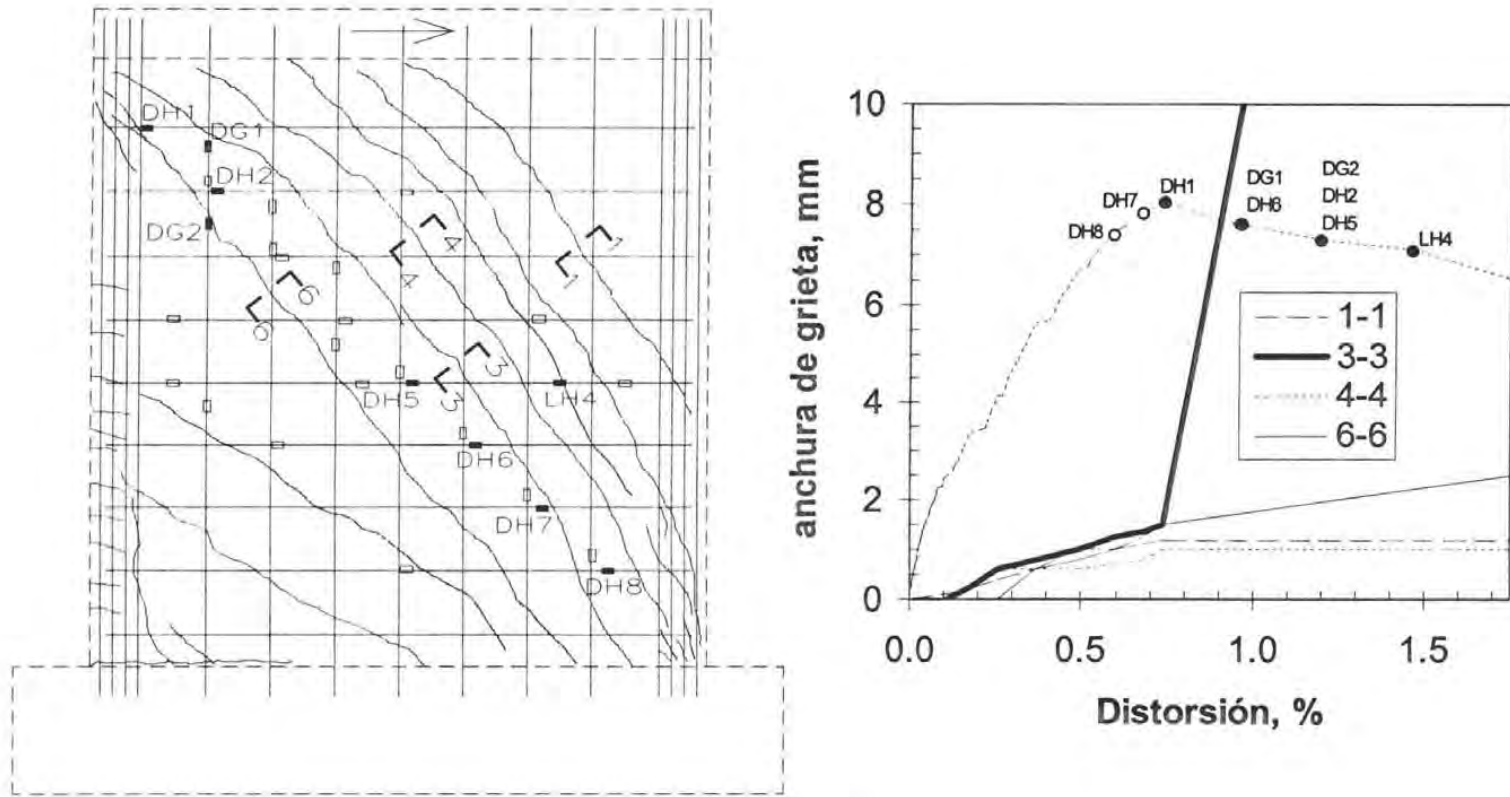 DH1
DG1
DH2
DG2
4
1
4
1
6
6
3
DH5
3
LH4
DH6
DH7
DH8
anchura de grieta, mm
10
8
6
4
2
0
DH8
DH7
DH1
DG1
DH6
DG2
DH2
DH5
LH4
1-1
3-3
4-4
6-6
0.0
0.5
1.0
1.5
Distorsión, %